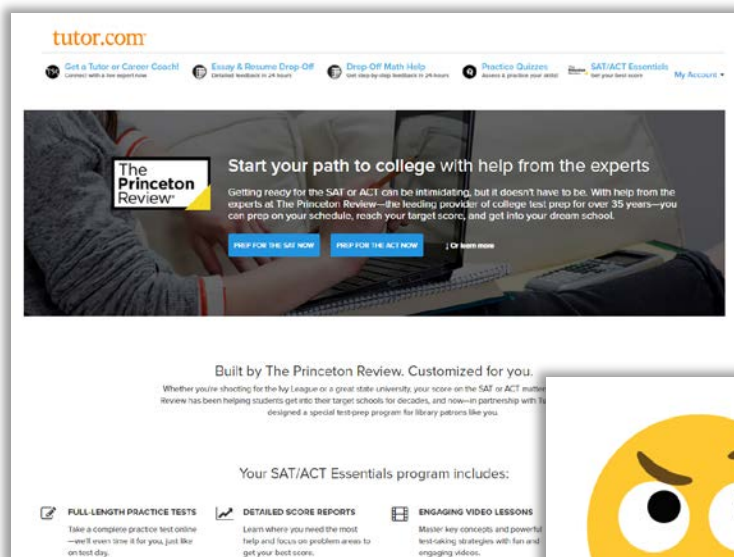 tutor.com
Get a Tutor or Career Coach!
Connect with a live expert now
Essay & Resume Drop-Off
Detailed feedback in 24 hours
Drop-Off Math Help
Get step-by-step feedback in 24 hours
Practice Quizzes
Assess & practice your skills!
The Princeton Review
SAT/ACT Essentials
Get your best score
My Account
The
Princeton
Review
Start your path to college with help from the experts
Getting ready for the SAT or ACT can be intimidating, but it doesn't have to be. With help from the
experts at The Princeton Review—the leading provider of college test prep for over 35 years—you
can prep on your schedule, reach your target score, and get into your dream school.
PREP FOR THE SAT NOW
PREP FOR THE ACT NOW
↓ Or learn more
Built by The Princeton Review. Customized for you.
Whether you're shooting for the Ivy League or a great state university, your score on the SAT or ACT
Review has been helping students get into their target schools for decades, and now—in partnership with
designed a special test-prep program for library patrons like you.
Your SAT/ACT Essentials program includes:
FULL-LENGTH PRACTICE TESTS
Take a complete practice test online
—we'll even time it for you, just like
on test day.
DETAILED SCORE REPORTS
Learn where you need the most
help and focus on problem areas to
get your best score.
ENGAGING VIDEO LESSONS
Master key concepts and powerful
test-taking strategies with fun and
engaging videos.